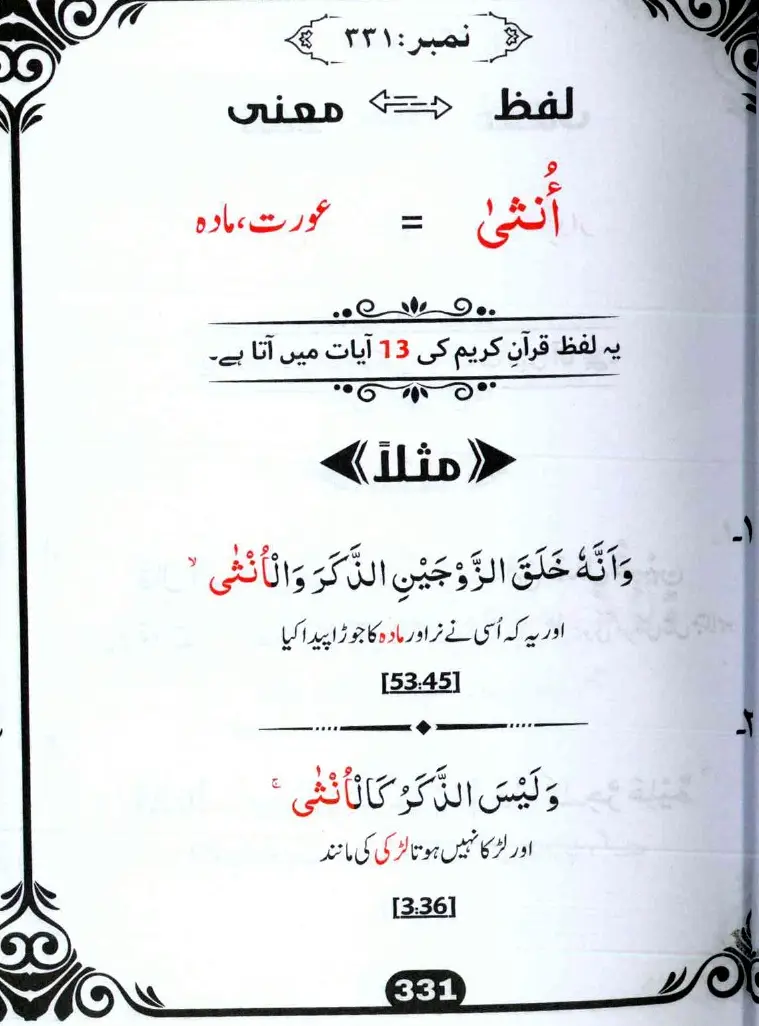 نمبر: ۳۳۱
لفظ ⇐⇒ معنی
أُنثىٰ = عورت، مادہ
یہ لفظ قرآنِ کریم کی 13 آیات میں آتا ہے۔
مثلاً
۱۔
وَاَنَّهٗ خَلَقَ الزَّوْجَيْنِ الذَّكَرَ وَالْاُنْثٰى ۙ
اور یہ کہ اُسی نے نر اور مادہ کا جوڑا پیدا کیا
[53:45]
۲۔
وَلَيْسَ الذَّكَرُ كَالْاُنْثٰى ۚ
اور لڑکا نہیں ہوتا لڑکی کی مانند
[3:36]
331